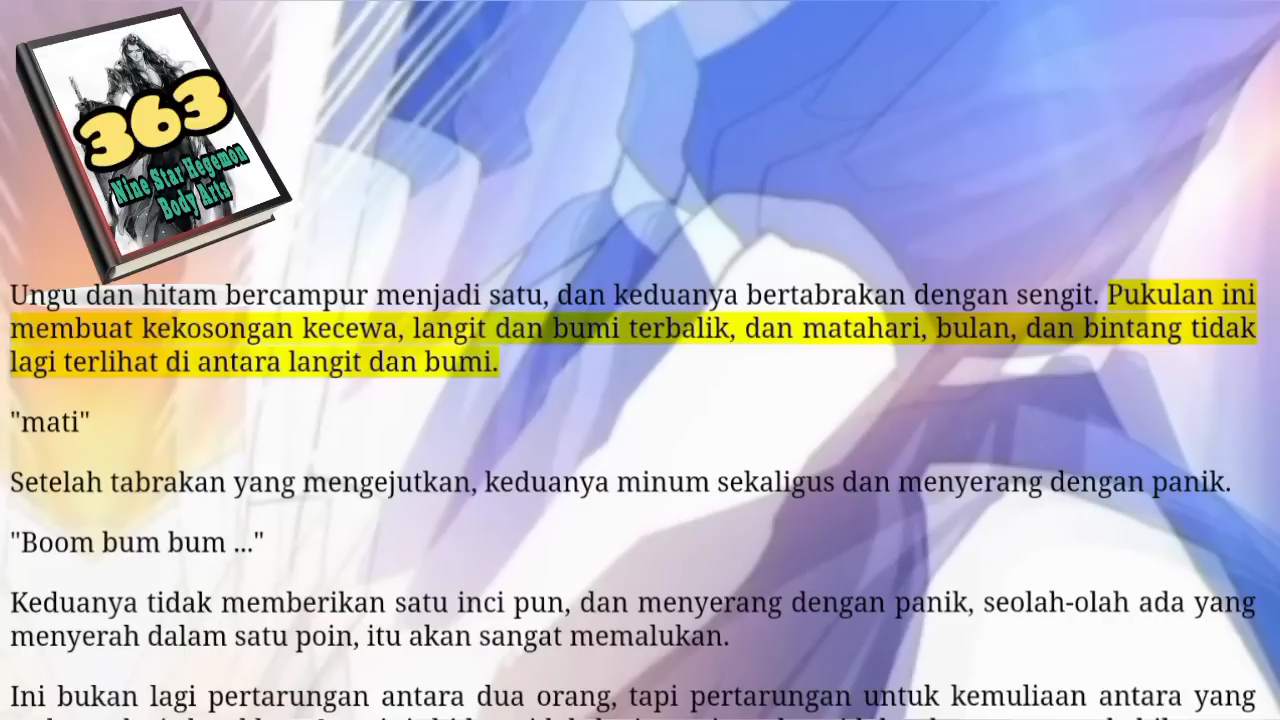 363
Nine Star Hegemon
Body Arts
Ungu dan hitam bercampur menjadi satu, dan keduanya bertabrakan dengan sengit. Pukulan ini
membuat kekosongan kecewa, langit dan bumi terbalik, dan matahari, bulan, dan bintang tidak
lagi terlihat di antara langit dan bumi.
"mati"
Setelah tabrakan yang mengejutkan, keduanya minum sekaligus dan menyerang dengan panik.
"Boom bum bum ..."
Keduanya tidak memberikan satu inci pun, dan menyerang dengan panik, seolah-olah ada yang
menyerah dalam satu poin, itu akan sangat memalukan.
Ini bukan lagi pertarungan antara dua orang, tapi pertarungan untuk kemuliaan antara yang